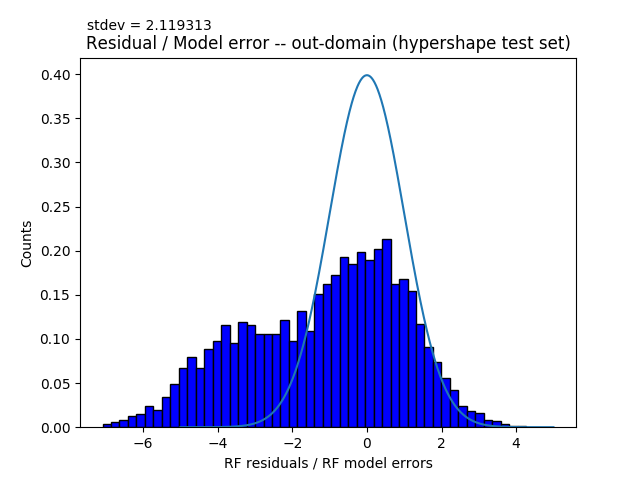 stdev = 2.119313
Residual / Model error -- out-domain (hypershape test set)
0.40
0.35
0.30
0.25
0.20
0.15
0.10
0.05
0.00
Counts
−6 −4 −2 0 2 4
RF residuals / RF model errors